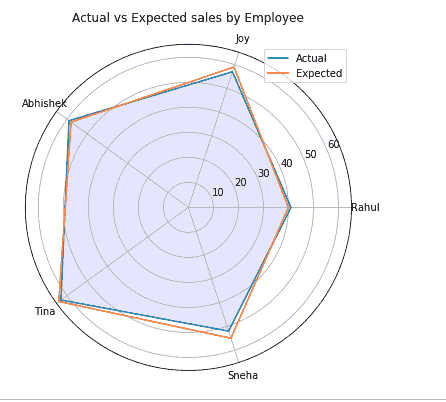 Actual vs Expected sales by Employee
Joy
Actual
Expected
Abhishek
60
50
40
30
20
10
Rahul
Tina
Sneha